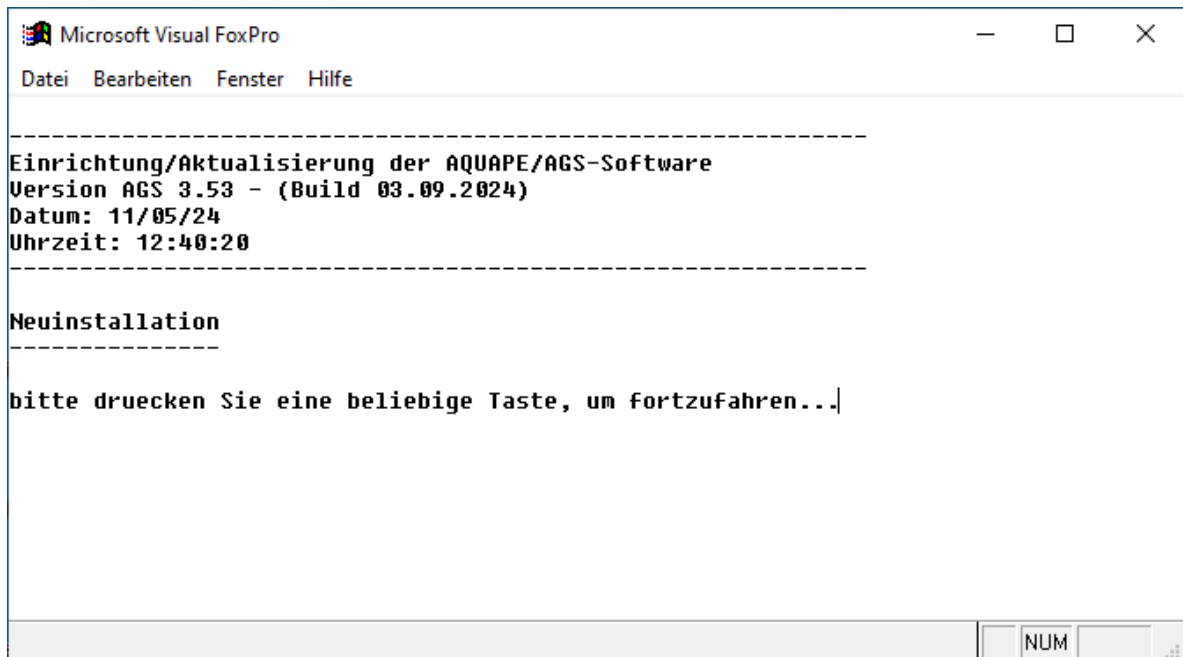 Microsoft Visual FoxPro
Datei Bearbeiten Fenster Hilfe
-------------------------------------------------------------
Einrichtung/Aktualisierung der AQUAPE/AGS-Software
Version AGS 3.53 - (Build 03.09.2024)
Datum: 11/05/24
Uhrzeit: 12:40:20
-------------------------------------------------------------
Neuinstallation
---------------
bitte druecken Sie eine beliebige Taste, um fortzufahren...
NUM